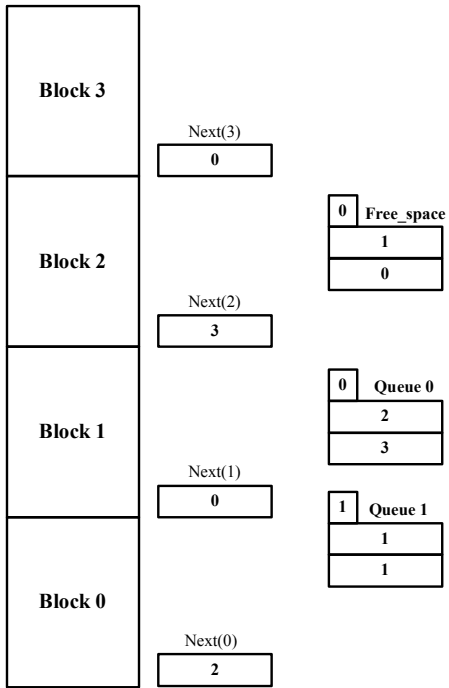 Block 3
Next(3)
0
Block 2
Next(2)
3
Block 1
Next(1)
0
Block 0
Next(0)
2
0 Free_space
1
0
0 Queue 0
2
3
1 Queue 1
1
1